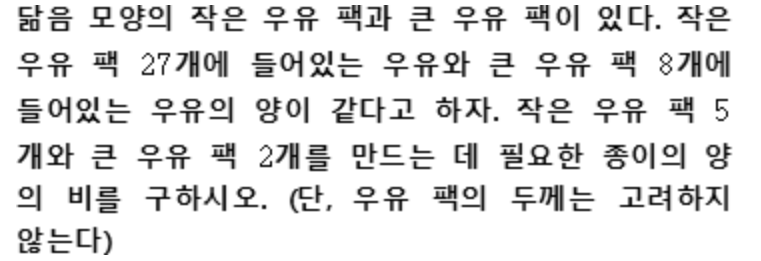 닮음 모양의 작은 우유 팩과 큰 우유 팩이 있다. 작은
우유 팩 27개에 들어있는 우유와 큰 우유 팩 8개에
들어있는 우유의 양이 같다고 하자. 작은 우유 팩 5
개와 큰 우유 팩 2개를 만드는 데 필요한 종이의 양
의 비를 구하시오. (단, 우유 팩의 두께는 고려하지
않는다)